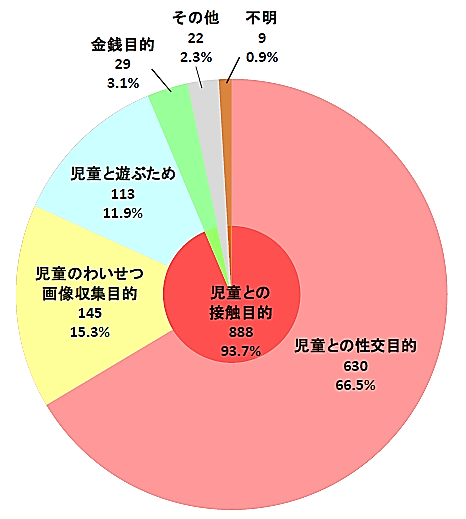 その他
22
2.3%
不明
9
0.9%
金銭目的
29
3.1%
児童と遊ぶため
113
11.9%
児童のわいせつ
画像収集目的
145
15.3%
児童との
接触目的
888
93.7%
児童との性交目的
630
66.5%